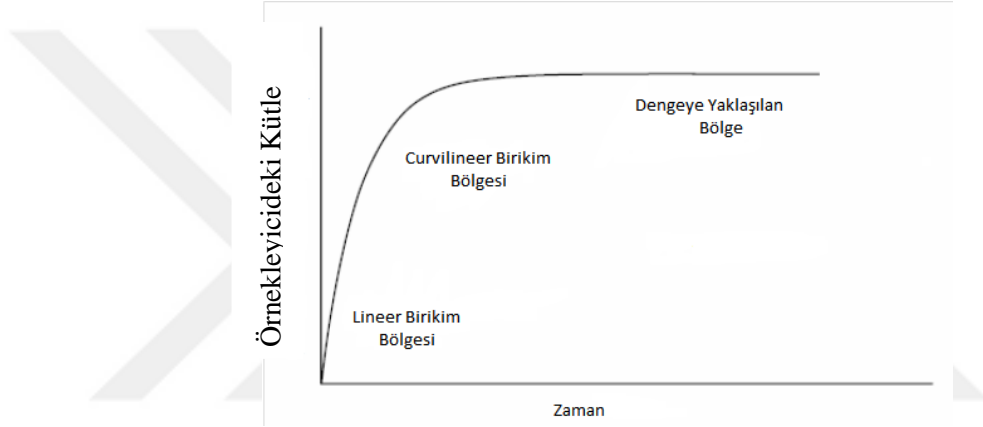 Örnekleyicideki Kütle
Dengeye Yaklaşılan
Bölge
Curvilineer Birikim
Bölgesi
Lineer Birikim
Bölgesi
Zaman